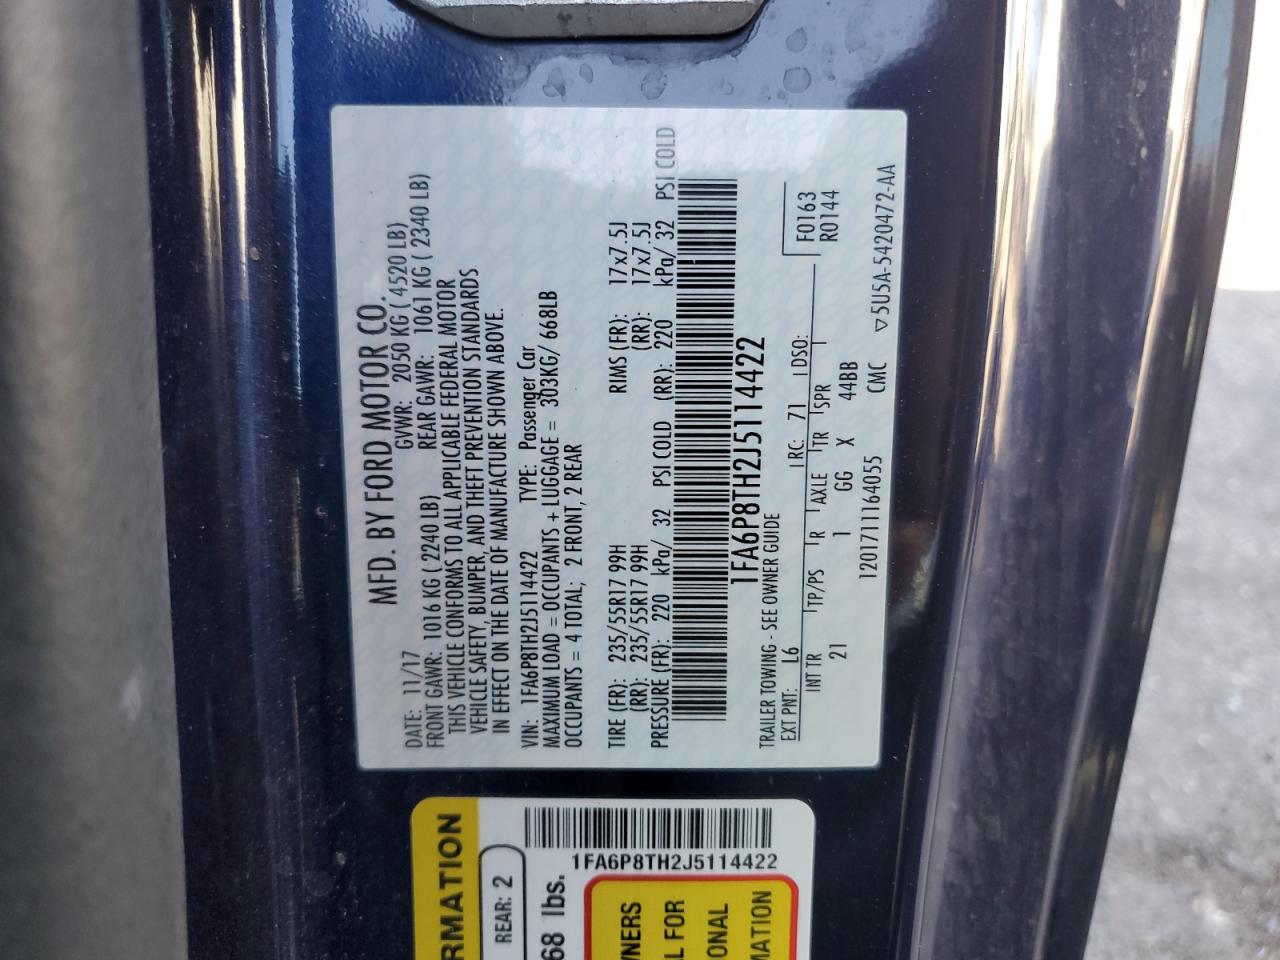 MFD. BY FORD MOTOR CO.
DATE: 11/17 GVWR: 2050 KG ( 4520 LB)
FRONT GAWR: 1016 KG ( 2240 LB) REAR GAWR: 1061 KG ( 2340 LB)
THIS VEHICLE CONFORMS TO ALL APPLICABLE FEDERAL MOTOR
VEHICLE SAFETY, BUMPER, AND THEFT PREVENTION STANDARDS
IN EFFECT ON THE DATE OF MANUFACTURE SHOWN ABOVE.
VIN: 1FA6P8TH2J5114422 TYPE: Passenger Car
MAXIMUM LOAD = OCCUPANTS + LUGGAGE = 303KG/ 668LB
OCCUPANTS = 4 TOTAL; 2 FRONT, 2 REAR
TIRE (FR): 235/55R17 99H RIMS (FR): 17x7.5J
(RR): 235/55R17 99H (RR): 17x7.5J
PRESSURE (FR): 220 kPa/ 32 PSI COLD (RR): 220 kPa/ 32 PSI COLD
1FA6P8TH2J5114422
TRAILER TOWING - SEE OWNER GUIDE
EXT PNT: L6 RC: 71 DSO:
F0163
R0144
INT TR TP/PS R AXLE TR SPR
21 1 GG X 44BB
12017111164055 CMC ▽5U5A-5420472-AA
RMATION
REAR: 2
68 lbs.
1FA6P8TH2J5114422
WNERS
L FOR
ONAL
MATION